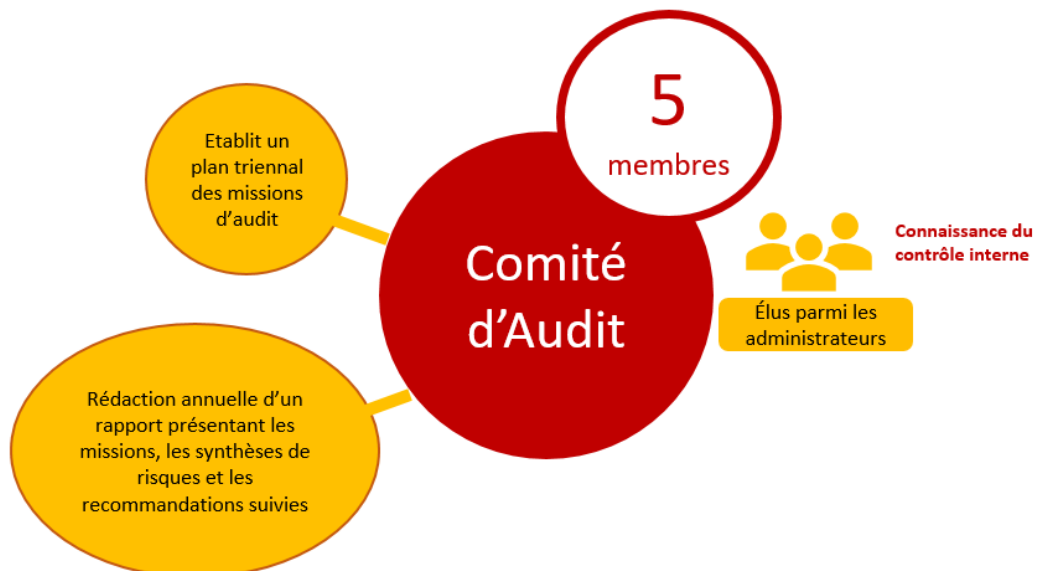 5
membres
Etablit un
plan triennal
des missions
d’audit
Comité
d’Audit
Connaissance du
contrôle interne
Élus parmi les
administrateurs
Rédaction annuelle d’un
rapport présentant les
missions, les synthèses de
risques et les
recommandations suivies